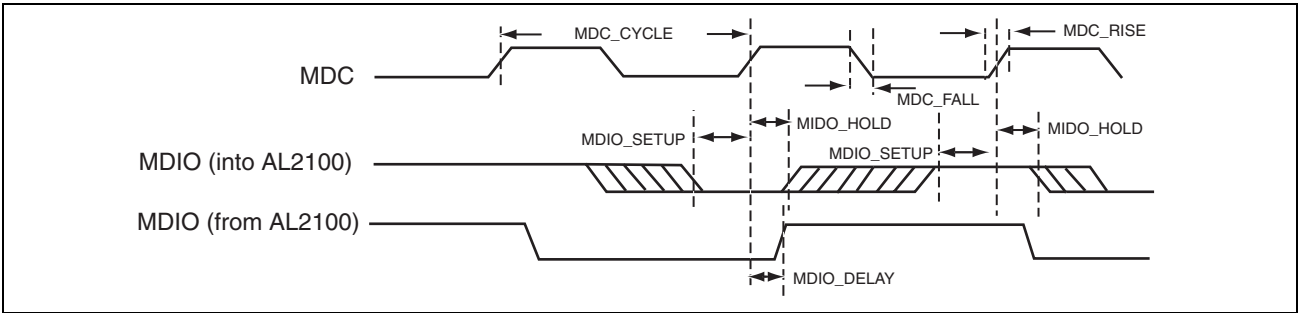 MDC_CYCLE
MDC_RISE
MDC
MDC_FALL
MDIO_SETUP
MIDO_HOLD
MIDO_HOLD
MDIO_SETUP
MDIO (into AL2100)
MDIO (from AL2100)
MDIO_DELAY